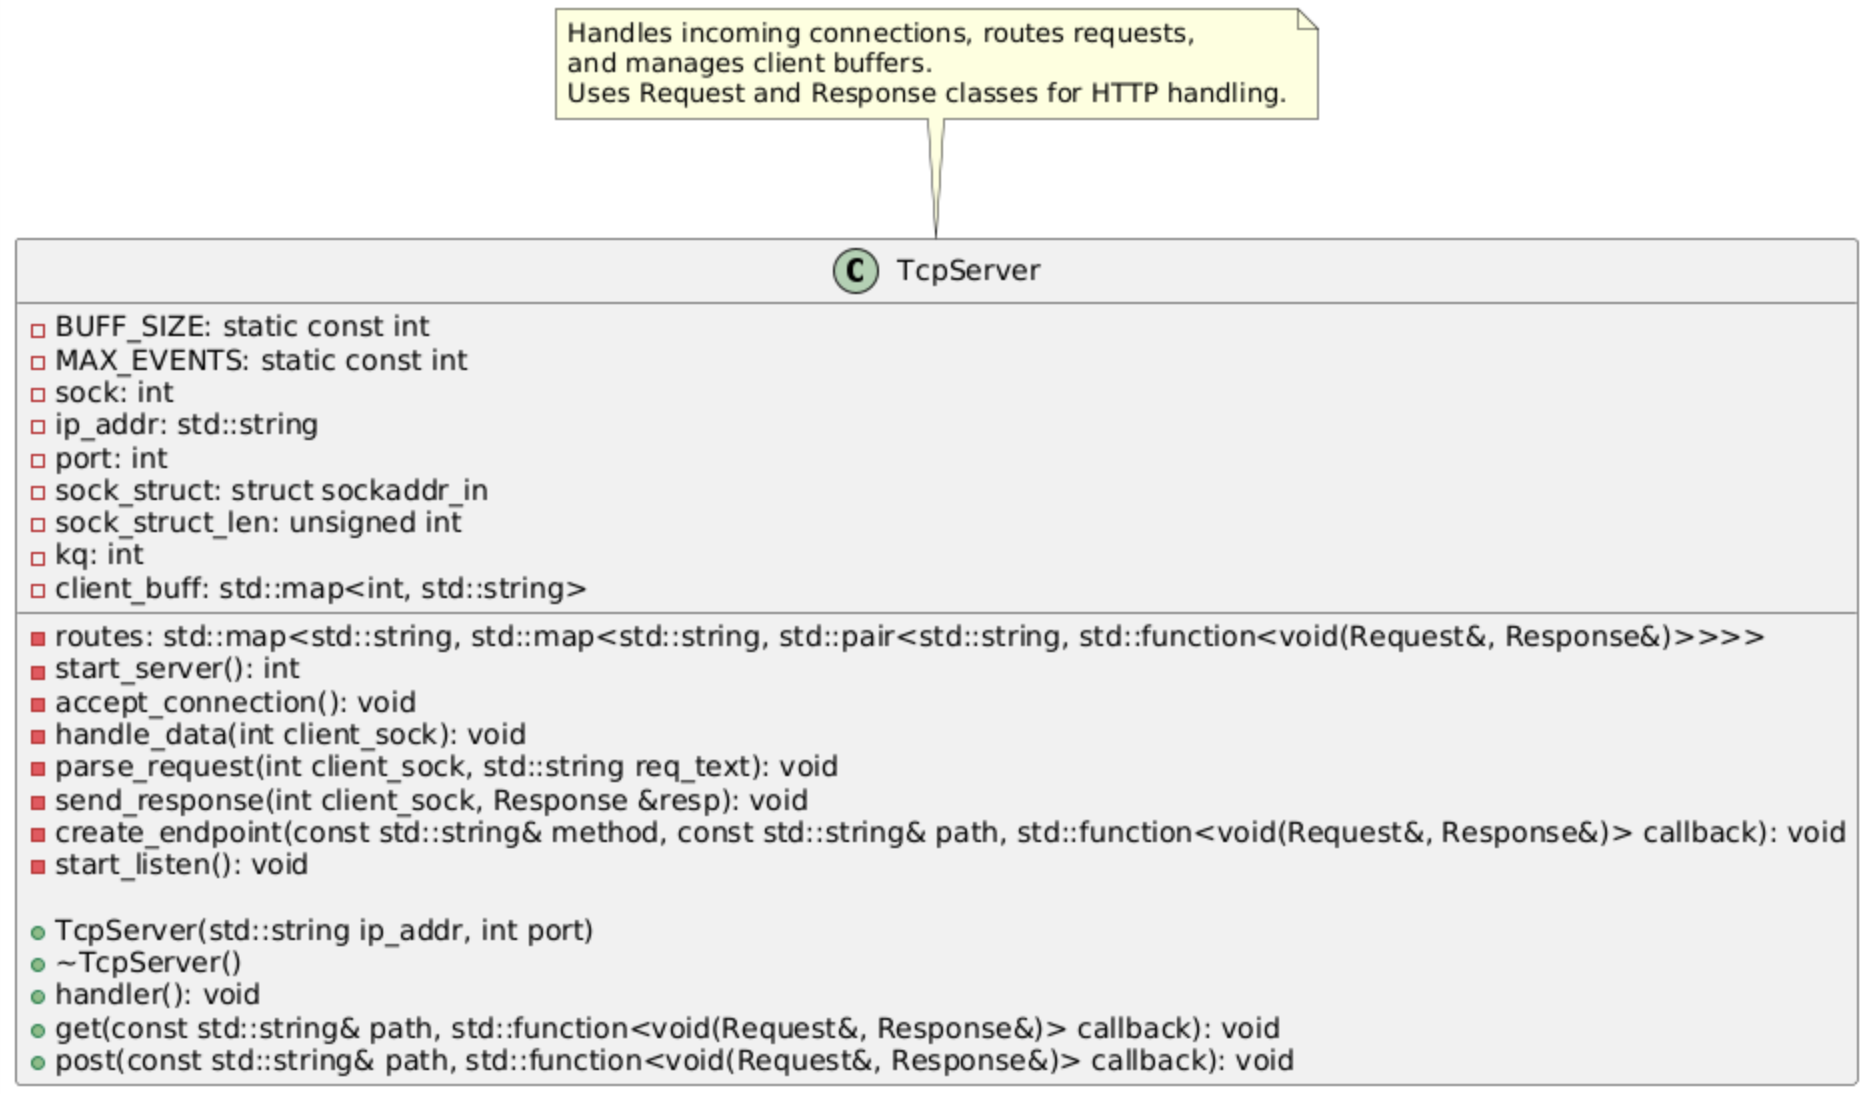 Handles incoming connections, routes requests,
and manages client buffers.
Uses Request and Response classes for HTTP handling.
C TcpServer
BUFF_SIZE: static const int
MAX_EVENTS: static const int
sock: int
ip_addr: std::string
port: int
sock_struct: struct sockaddr_in
sock_struct_len: unsigned int
kq: int
client_buff: std::map<int, std::string>
routes: std::map<std::string, std::map<std::string, std::pair<std::string, std::function<void(Request&, Response&)>>>>
start_server(): int
accept_connection(): void
handle_data(int client_sock): void
parse_request(int client_sock, std::string req_text): void
send_response(int client_sock, Response &resp): void
create_endpoint(const std::string& method, const std::string& path, std::function<void(Request&, Response&)> callback): void
start_listen(): void
TcpServer(std::string ip_addr, int port)
~TcpServer()
handler(): void
get(const std::string& path, std::function<void(Request&, Response&)> callback): void
post(const std::string& path, std::function<void(Request&, Response&)> callback): void